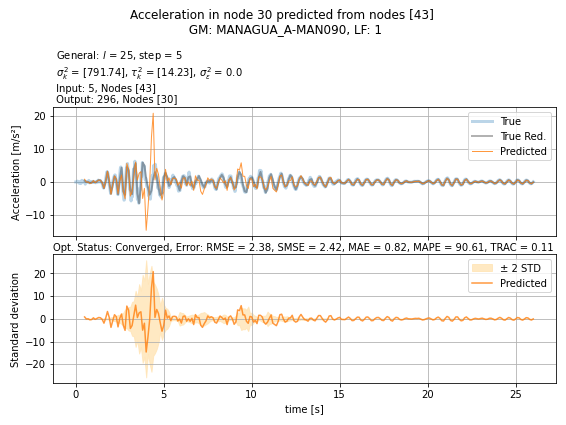 Acceleration in node 30 predicted from nodes [43]
GM: MANAGUA_A-MAN090, LF: 1
General: l = 25, step = 5
σ²ₖ = [791.74], τ²ₖ = [14.23], σ²ε = 0.0
Input: 5, Nodes [43]
Output: 296, Nodes [30]
Acceleration [m/s²]
20
10
0
−10
True
True Red.
Predicted
Opt. Status: Converged, Error: RMSE = 2.38, SMSE = 2.42, MAE = 0.82, MAPE = 90.61, TRAC = 0.11
Standard deviation
20
10
0
−10
−20
± 2 STD
Predicted
0
5
10
15
20
25
time [s]